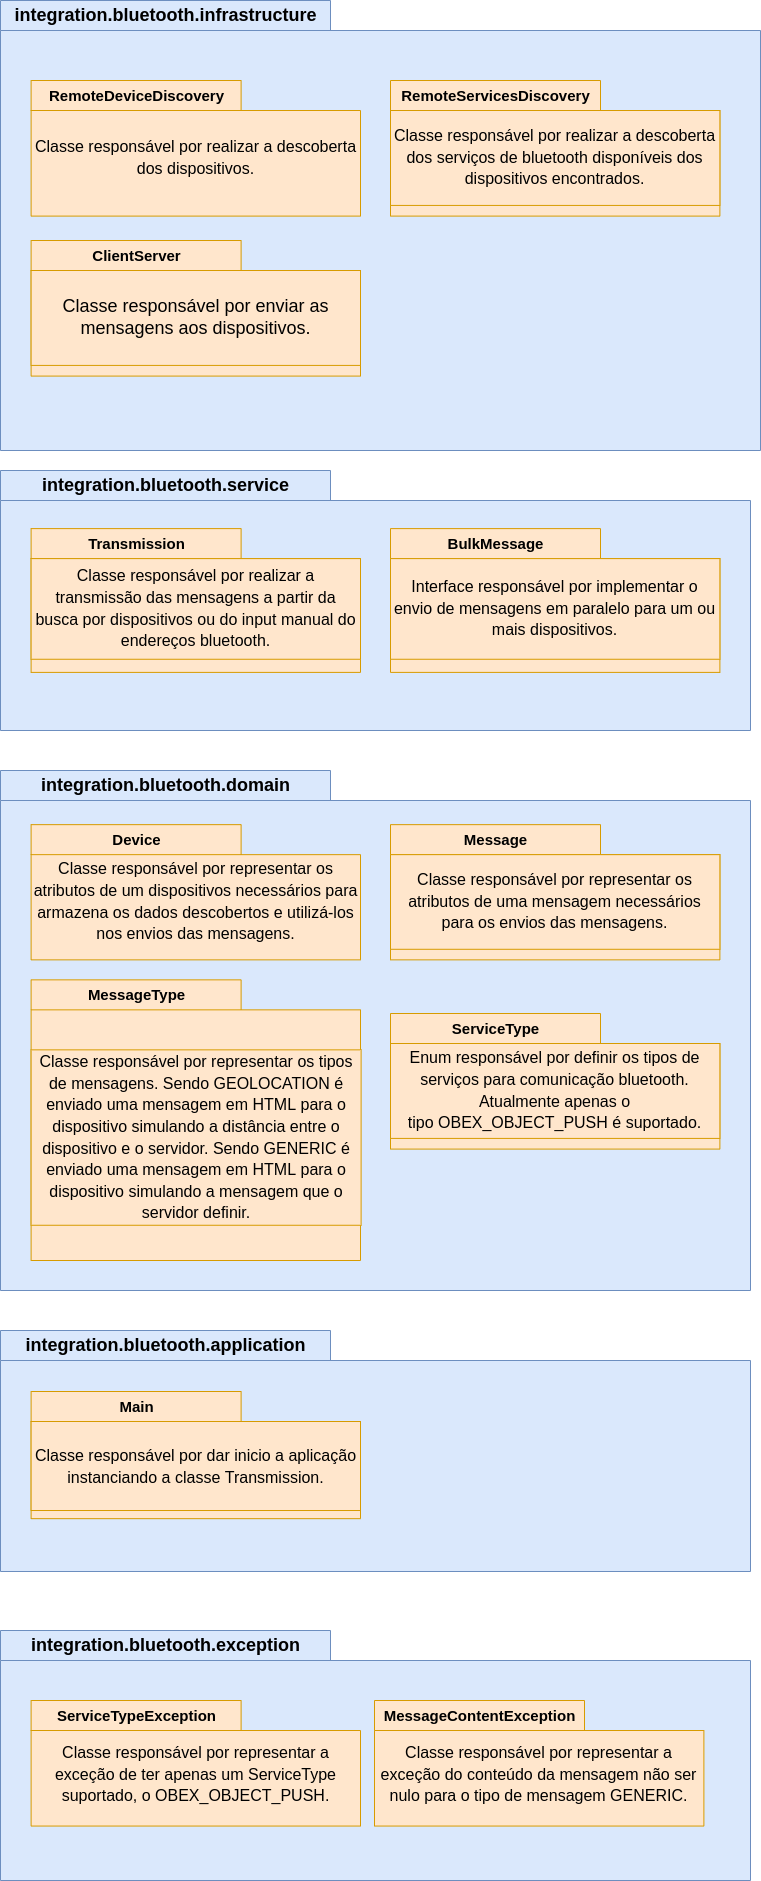 integration.bluetooth.infrastructure
RemoteDeviceDiscovery
Classe responsável por realizar a descoberta
dos dispositivos.
RemoteServicesDiscovery
Classe responsável por realizar a descoberta
dos serviços de bluetooth disponíveis dos
dispositivos encontrados.
ClientServer
Classe responsável por enviar as
mensagens aos dispositivos.
integration.bluetooth.service
Transmission
Classe responsável por realizar a
transmissão das mensagens a partir da
busca por dispositivos ou do input manual do
endereços bluetooth.
BulkMessage
Interface responsável por implementar o
envio de mensagens em paralelo para um ou
mais dispositivos.
integration.bluetooth.domain
Device
Classe responsável por representar os
atributos de um dispositivos necessários para
armazena os dados descobertos e utilizá-los
nos envios das mensagens.
Message
Classe responsável por representar os
atributos de uma mensagem necessários
para os envios das mensagens.
MessageType
Classe responsável por representar os tipos
de mensagens. Sendo GEOLOCATION é
enviado uma mensagem em HTML para o
dispositivo simulando a distância entre o
dispositivo e o servidor. Sendo GENERIC é
enviado uma mensagem em HTML para o
dispositivo simulando a mensagem que o
servidor definir.
ServiceType
Enum responsável por definir os tipos de
serviços para comunicação bluetooth.
Atualmente apenas o
tipo OBEX_OBJECT_PUSH é suportado.
integration.bluetooth.application
Main
Classe responsável por dar inicio a aplicação
instanciando a classe Transmission.
integration.bluetooth.exception
ServiceTypeException
Classe responsável por representar a
exceção de ter apenas um ServiceType
suportado, o OBEX_OBJECT_PUSH.
MessageContentException
Classe responsável por representar a
exceção do conteúdo da mensagem não ser
nulo para o tipo de mensagem GENERIC.